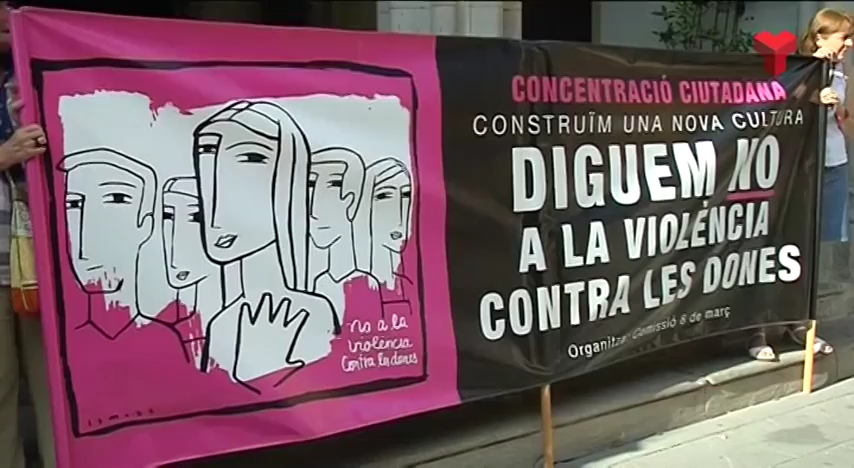 CONCENTRACIÓ CIUTADANA
CONSTRUÏM UNA NOVA CULTURA
DIGUEM NO
A LA VIOLÈNCIA
CONTRA LES DONES
Comissió 8 de març
no a la
violència
Contra les dones